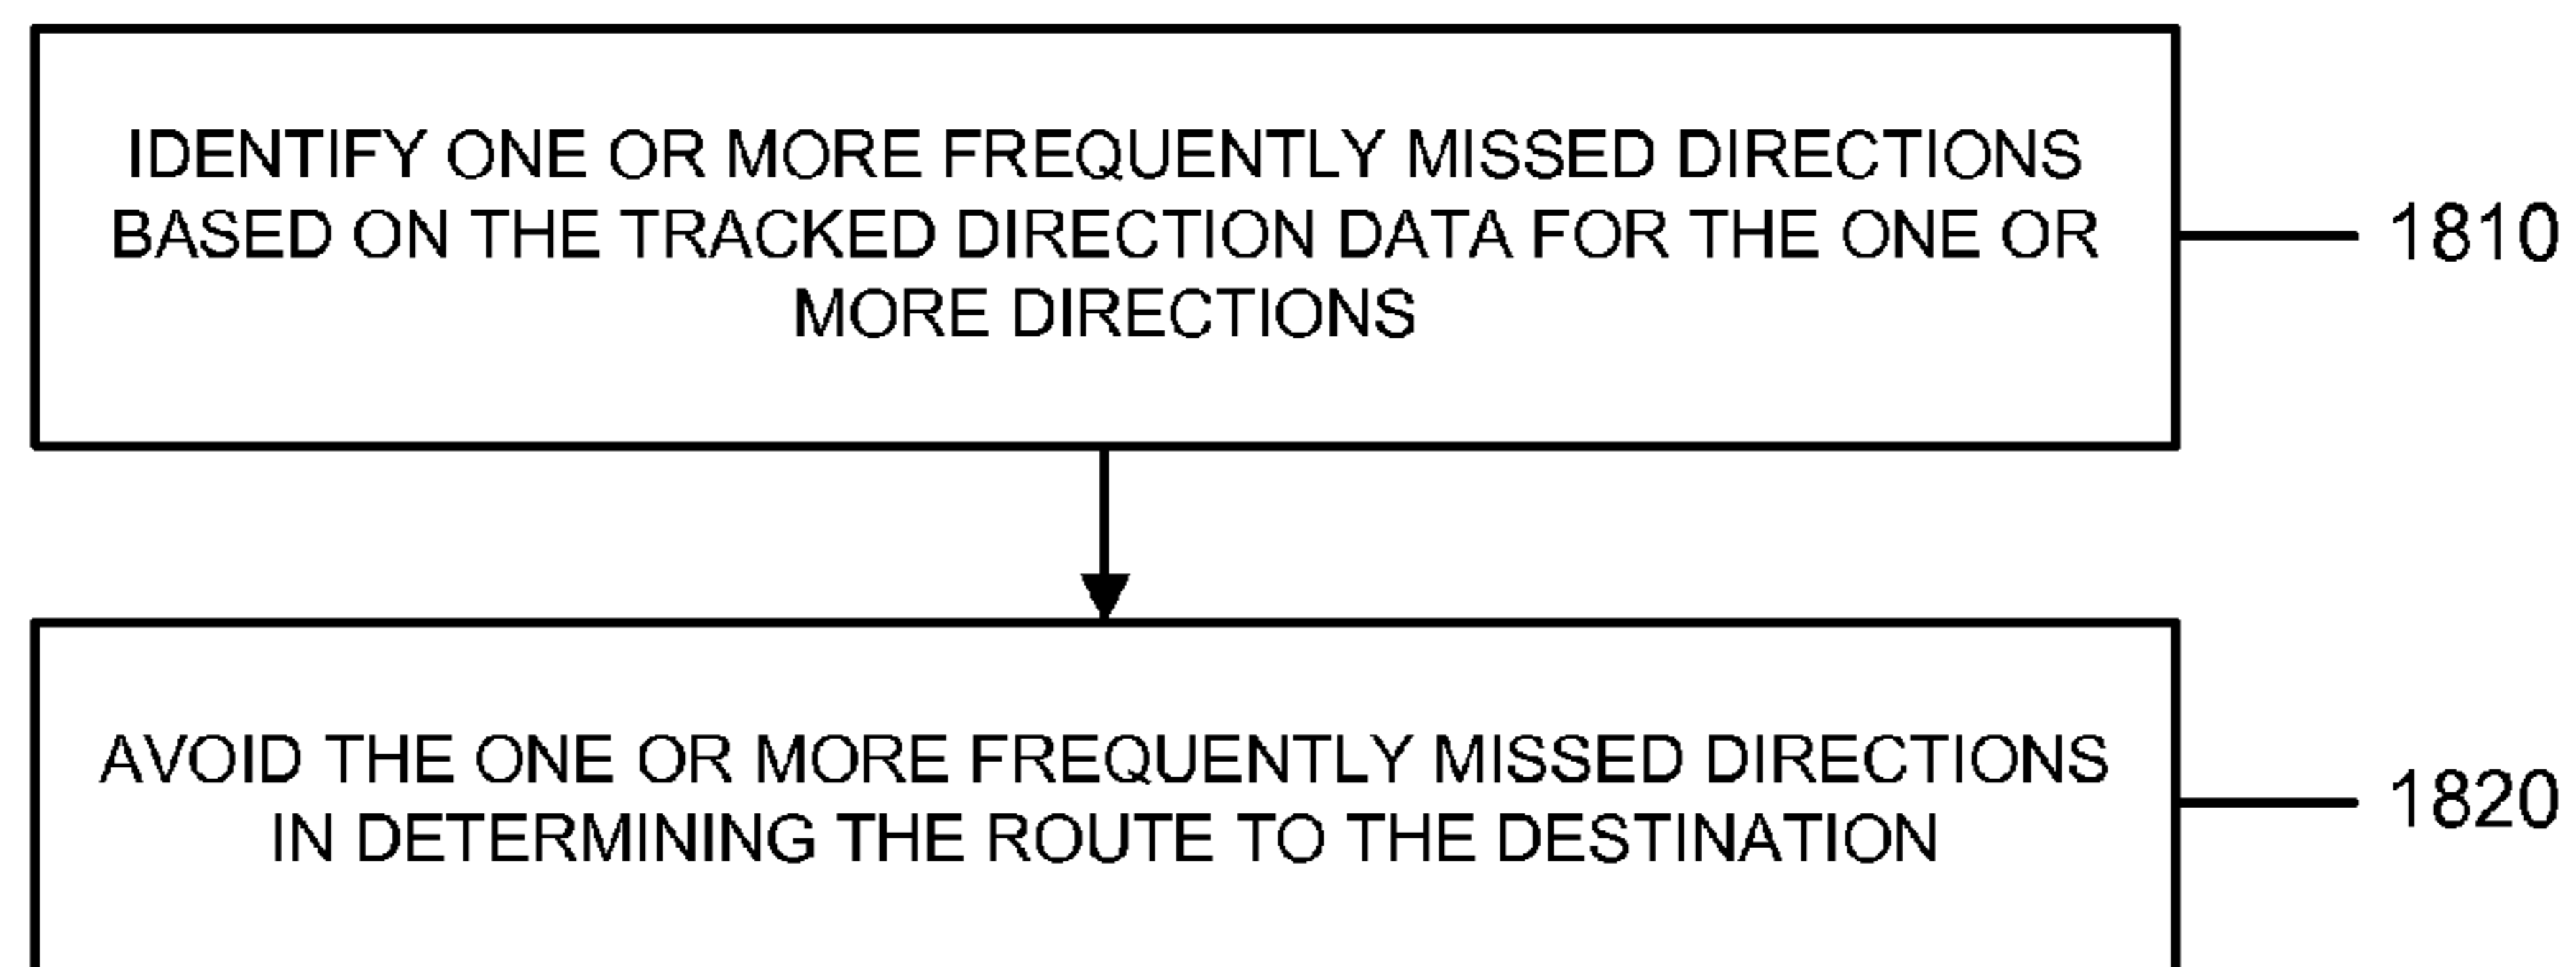 IDENTIFY ONE OR MORE FREQUENTLY MISSED DIRECTIONS
BASED ON THE TRACKED DIRECTION DATA FOR THE ONE OR
MORE DIRECTIONS
1810
AVOID THE ONE OR MORE FREQUENTLY MISSED DIRECTIONS
IN DETERMINING THE ROUTE TO THE DESTINATION
1820